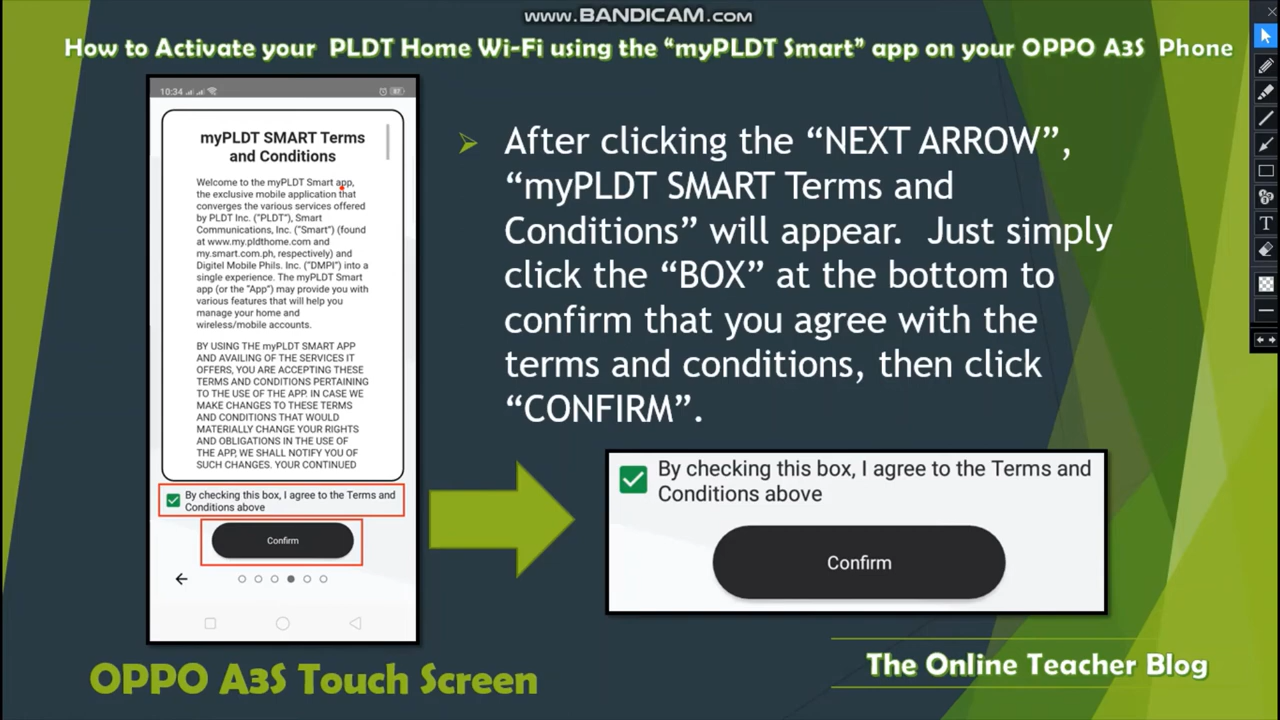 www.BANDICAM.com
How to Activate your PLDT Home Wi-Fi using the “myPLDT Smart” app on your OPPO A3S Phone
10:34
87
myPLDT SMART Terms
and Conditions
Welcome to the myPLDT Smart app,
the exclusive mobile application that
converges the various services offered
by PLDT Inc. ("PLDT"), Smart
Communications, Inc. ("Smart") (found
at www.my.pldthome.com and
my.smart.com.ph, respectively) and
Digitel Mobile Phils. Inc. ("DMPI") into a
single experience. The myPLDT Smart
app (or the "App") may provide you with
various features that will help you
manage your home and
wireless/mobile accounts.
BY USING THE myPLDT SMART APP
AND AVAILING OF THE SERVICES IT
OFFERS, YOU ARE ACCEPTING THESE
TERMS AND CONDITIONS PERTAINING
TO THE USE OF THE APP. IN CASE WE
MAKE CHANGES TO THESE TERMS
AND CONDITIONS THAT WOULD
MATERIALLY CHANGE YOUR RIGHTS
AND OBLIGATIONS IN THE USE OF
THE APP, WE SHALL NOTIFY YOU OF
SUCH CHANGES. YOUR CONTINUED
By checking this box, I agree to the Terms and
Conditions above
Confirm
After clicking the “NEXT ARROW”,
“myPLDT SMART Terms and
Conditions” will appear. Just simply
click the “BOX” at the bottom to
confirm that you agree with the
terms and conditions, then click
“CONFIRM”.
By checking this box, I agree to the Terms and
Conditions above
Confirm
OPPO A3S Touch Screen
The Online Teacher Blog
T